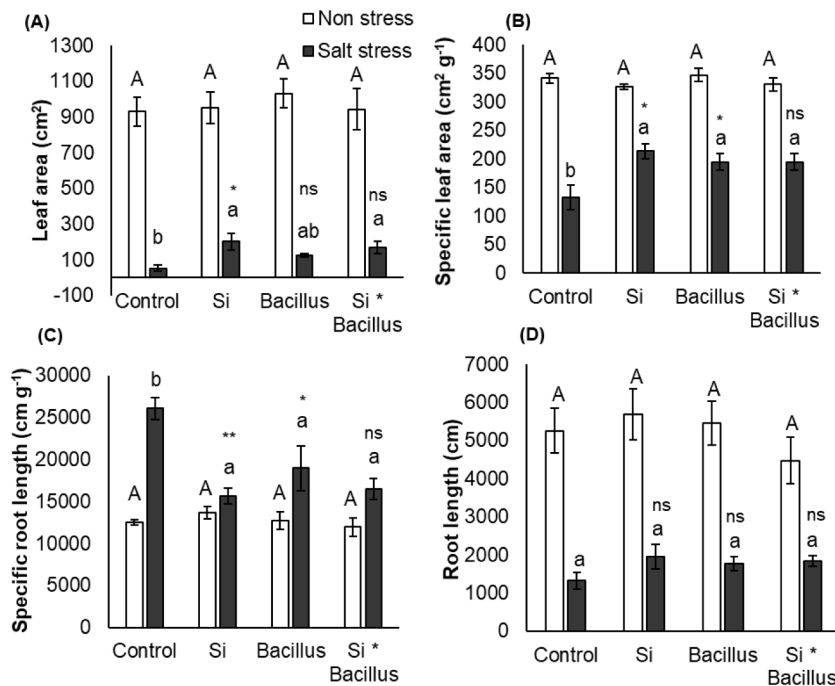 (A)
Non stress
Salt stress
Leaf area (cm²)
1300
1100
900
700
500
300
100
-100
A
A
A
A
b
*
a
ns
ab
ns
a
Control
Si
Bacillus
Si *
Bacillus
(B)
Specific leaf area (cm² g⁻¹)
400
350
300
250
200
150
100
50
0
A
A
A
A
b
*
a
*
a
ns
a
Control
Si
Bacillus
Si *
Bacillus
(C)
Specific root length (cm g⁻¹)
30000
25000
20000
15000
10000
5000
0
A
b
A
**
a
A
*
a
A
ns
a
Control
Si
Bacillus
Si *
Bacillus
(D)
Root length (cm)
7000
6000
5000
4000
3000
2000
1000
0
A
A
A
A
a
ns
a
ns
a
ns
a
Control
Si
Bacillus
Si *
Bacillus